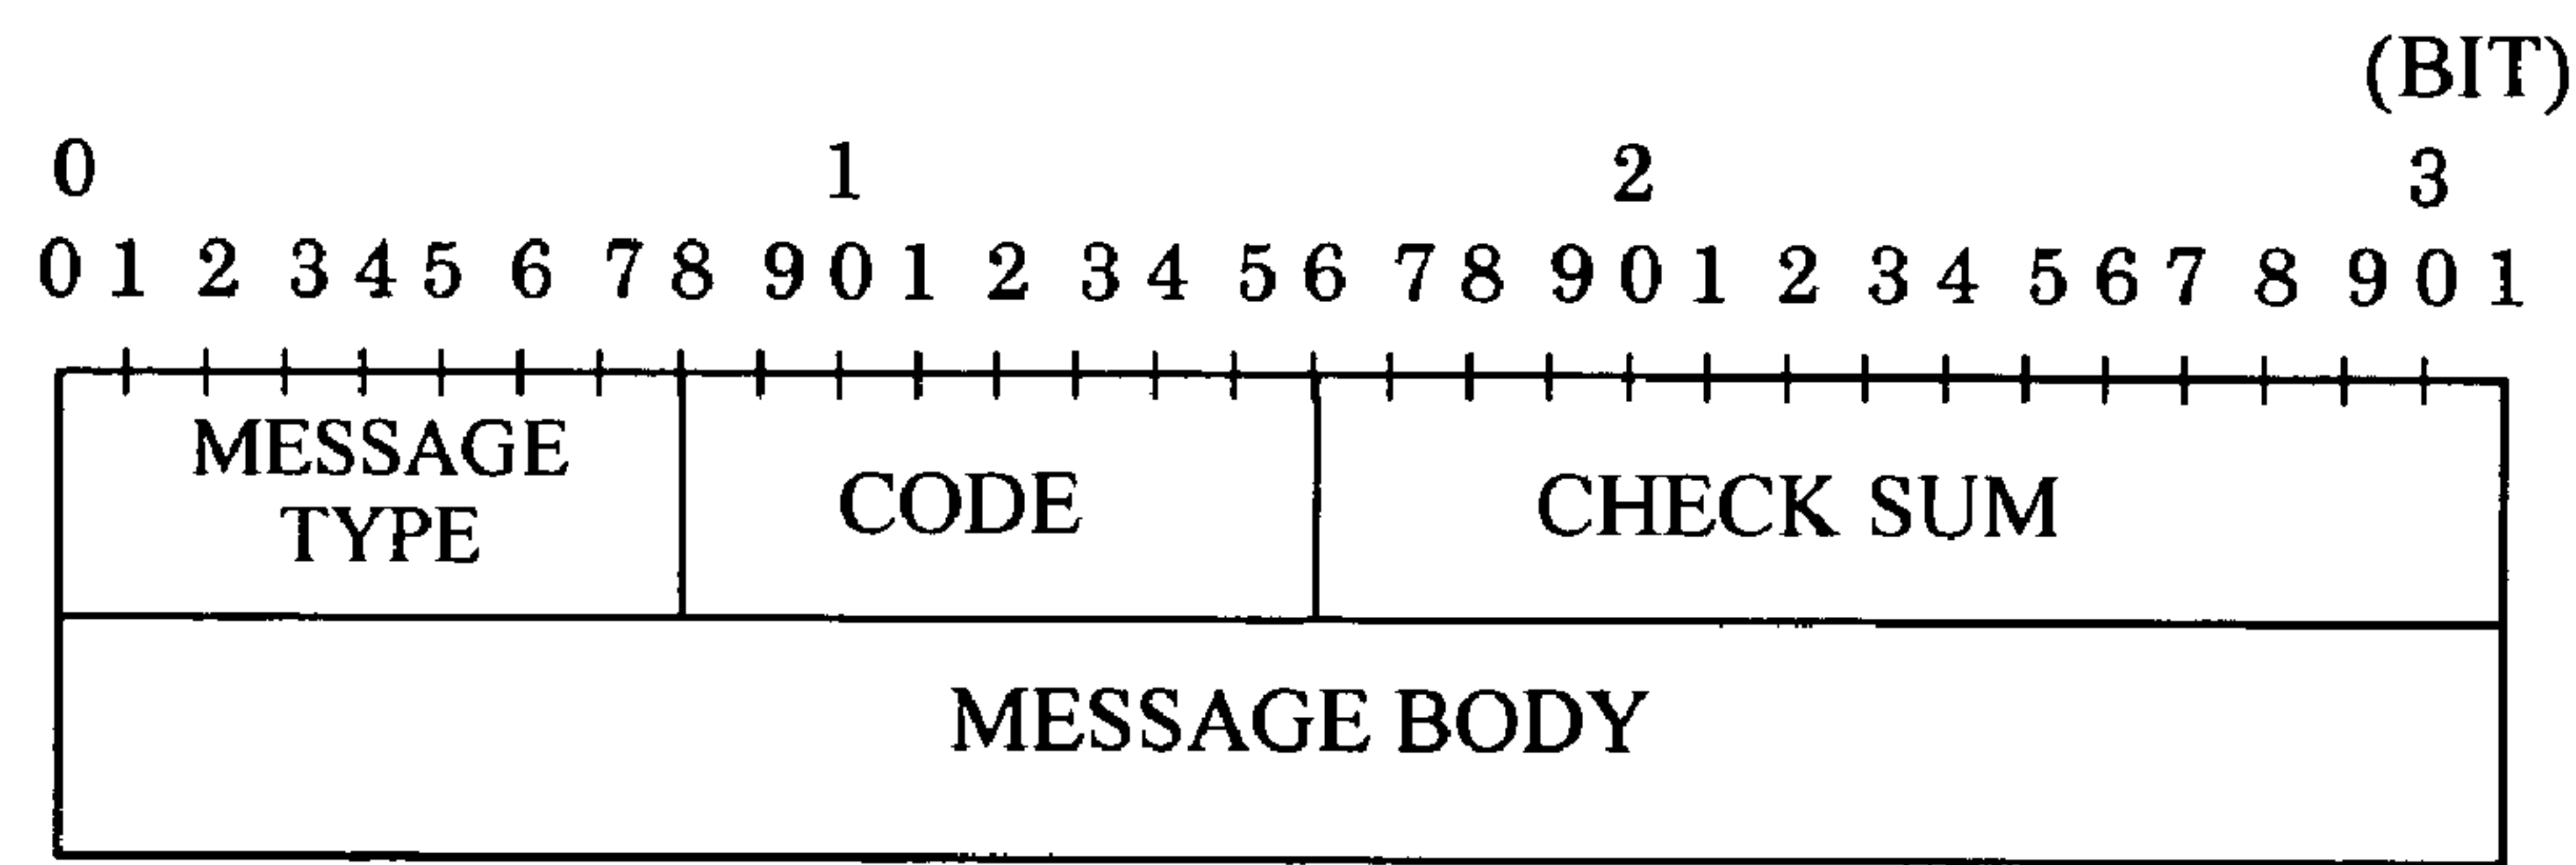 (BIT)
0 1 2 3
0 1 2 3 4 5 6 7 8 9 0 1 2 3 4 5 6 7 8 9 0 1 2 3 4 5 6 7 8 9 0 1
MESSAGE
TYPE
CODE
CHECK SUM
MESSAGE BODY